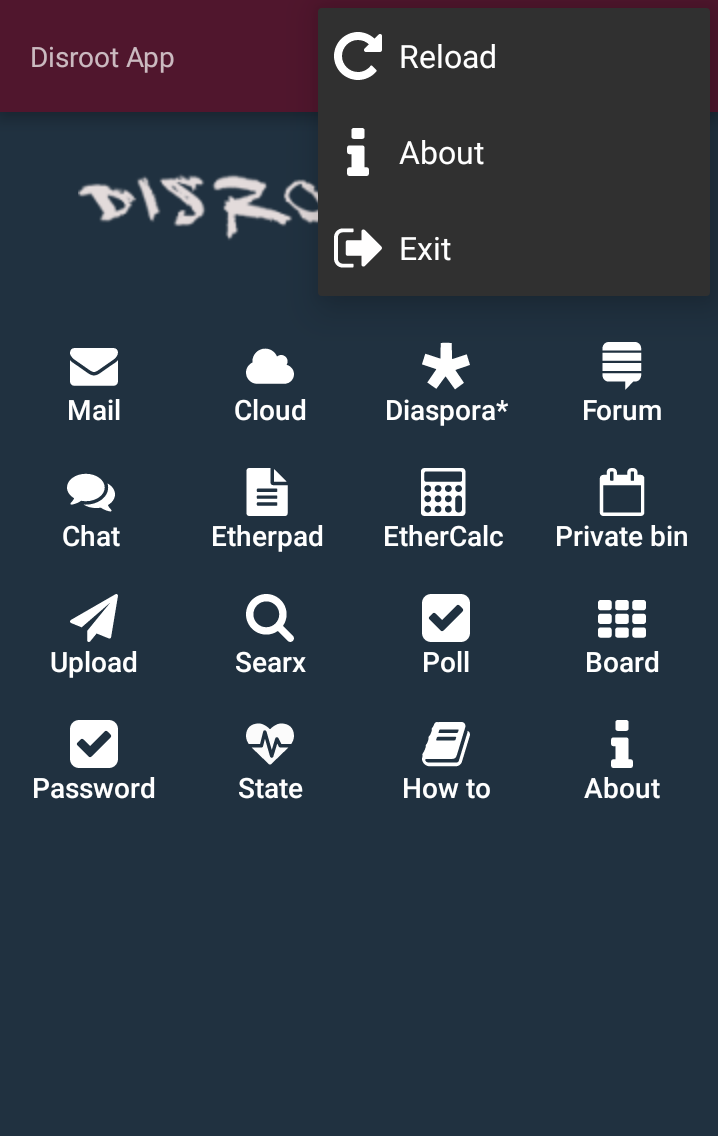 Disroot App
Reload
About
Exit
DISRO
Mail
Cloud
Diaspora*
Forum
Chat
Etherpad
EtherCalc
Private bin
Upload
Searx
Poll
Board
Password
State
How to
About